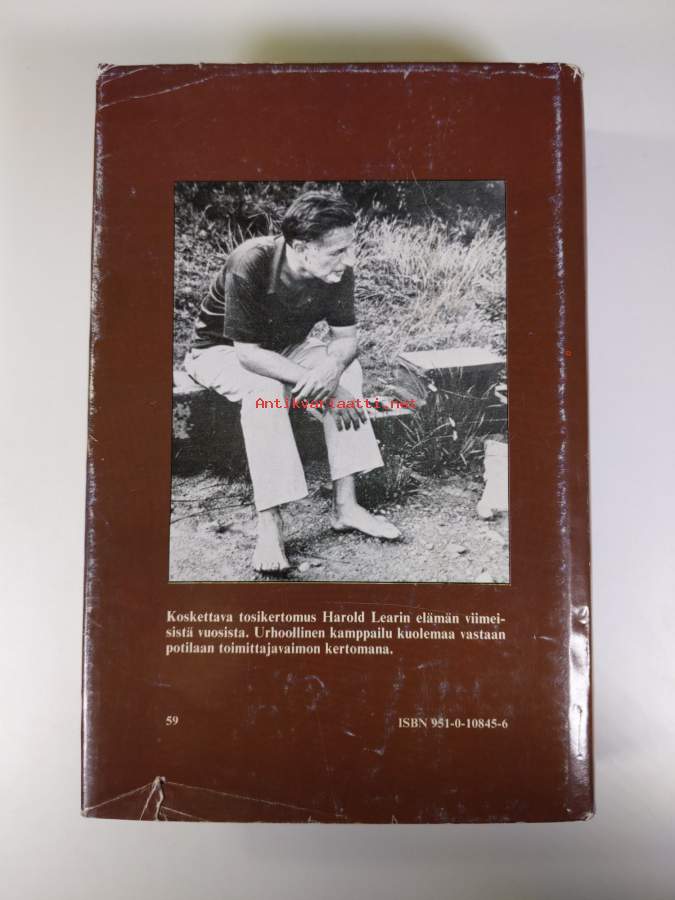 Antikvariaatti.net
Koskettava tosikertomus Harold Learin elämän viimei-
sistä vuosista. Urhoollinen kamppailu kuolemaa vastaan
potilaan toimittajavaimon kertomana.
59
ISBN 951-0-10845-6